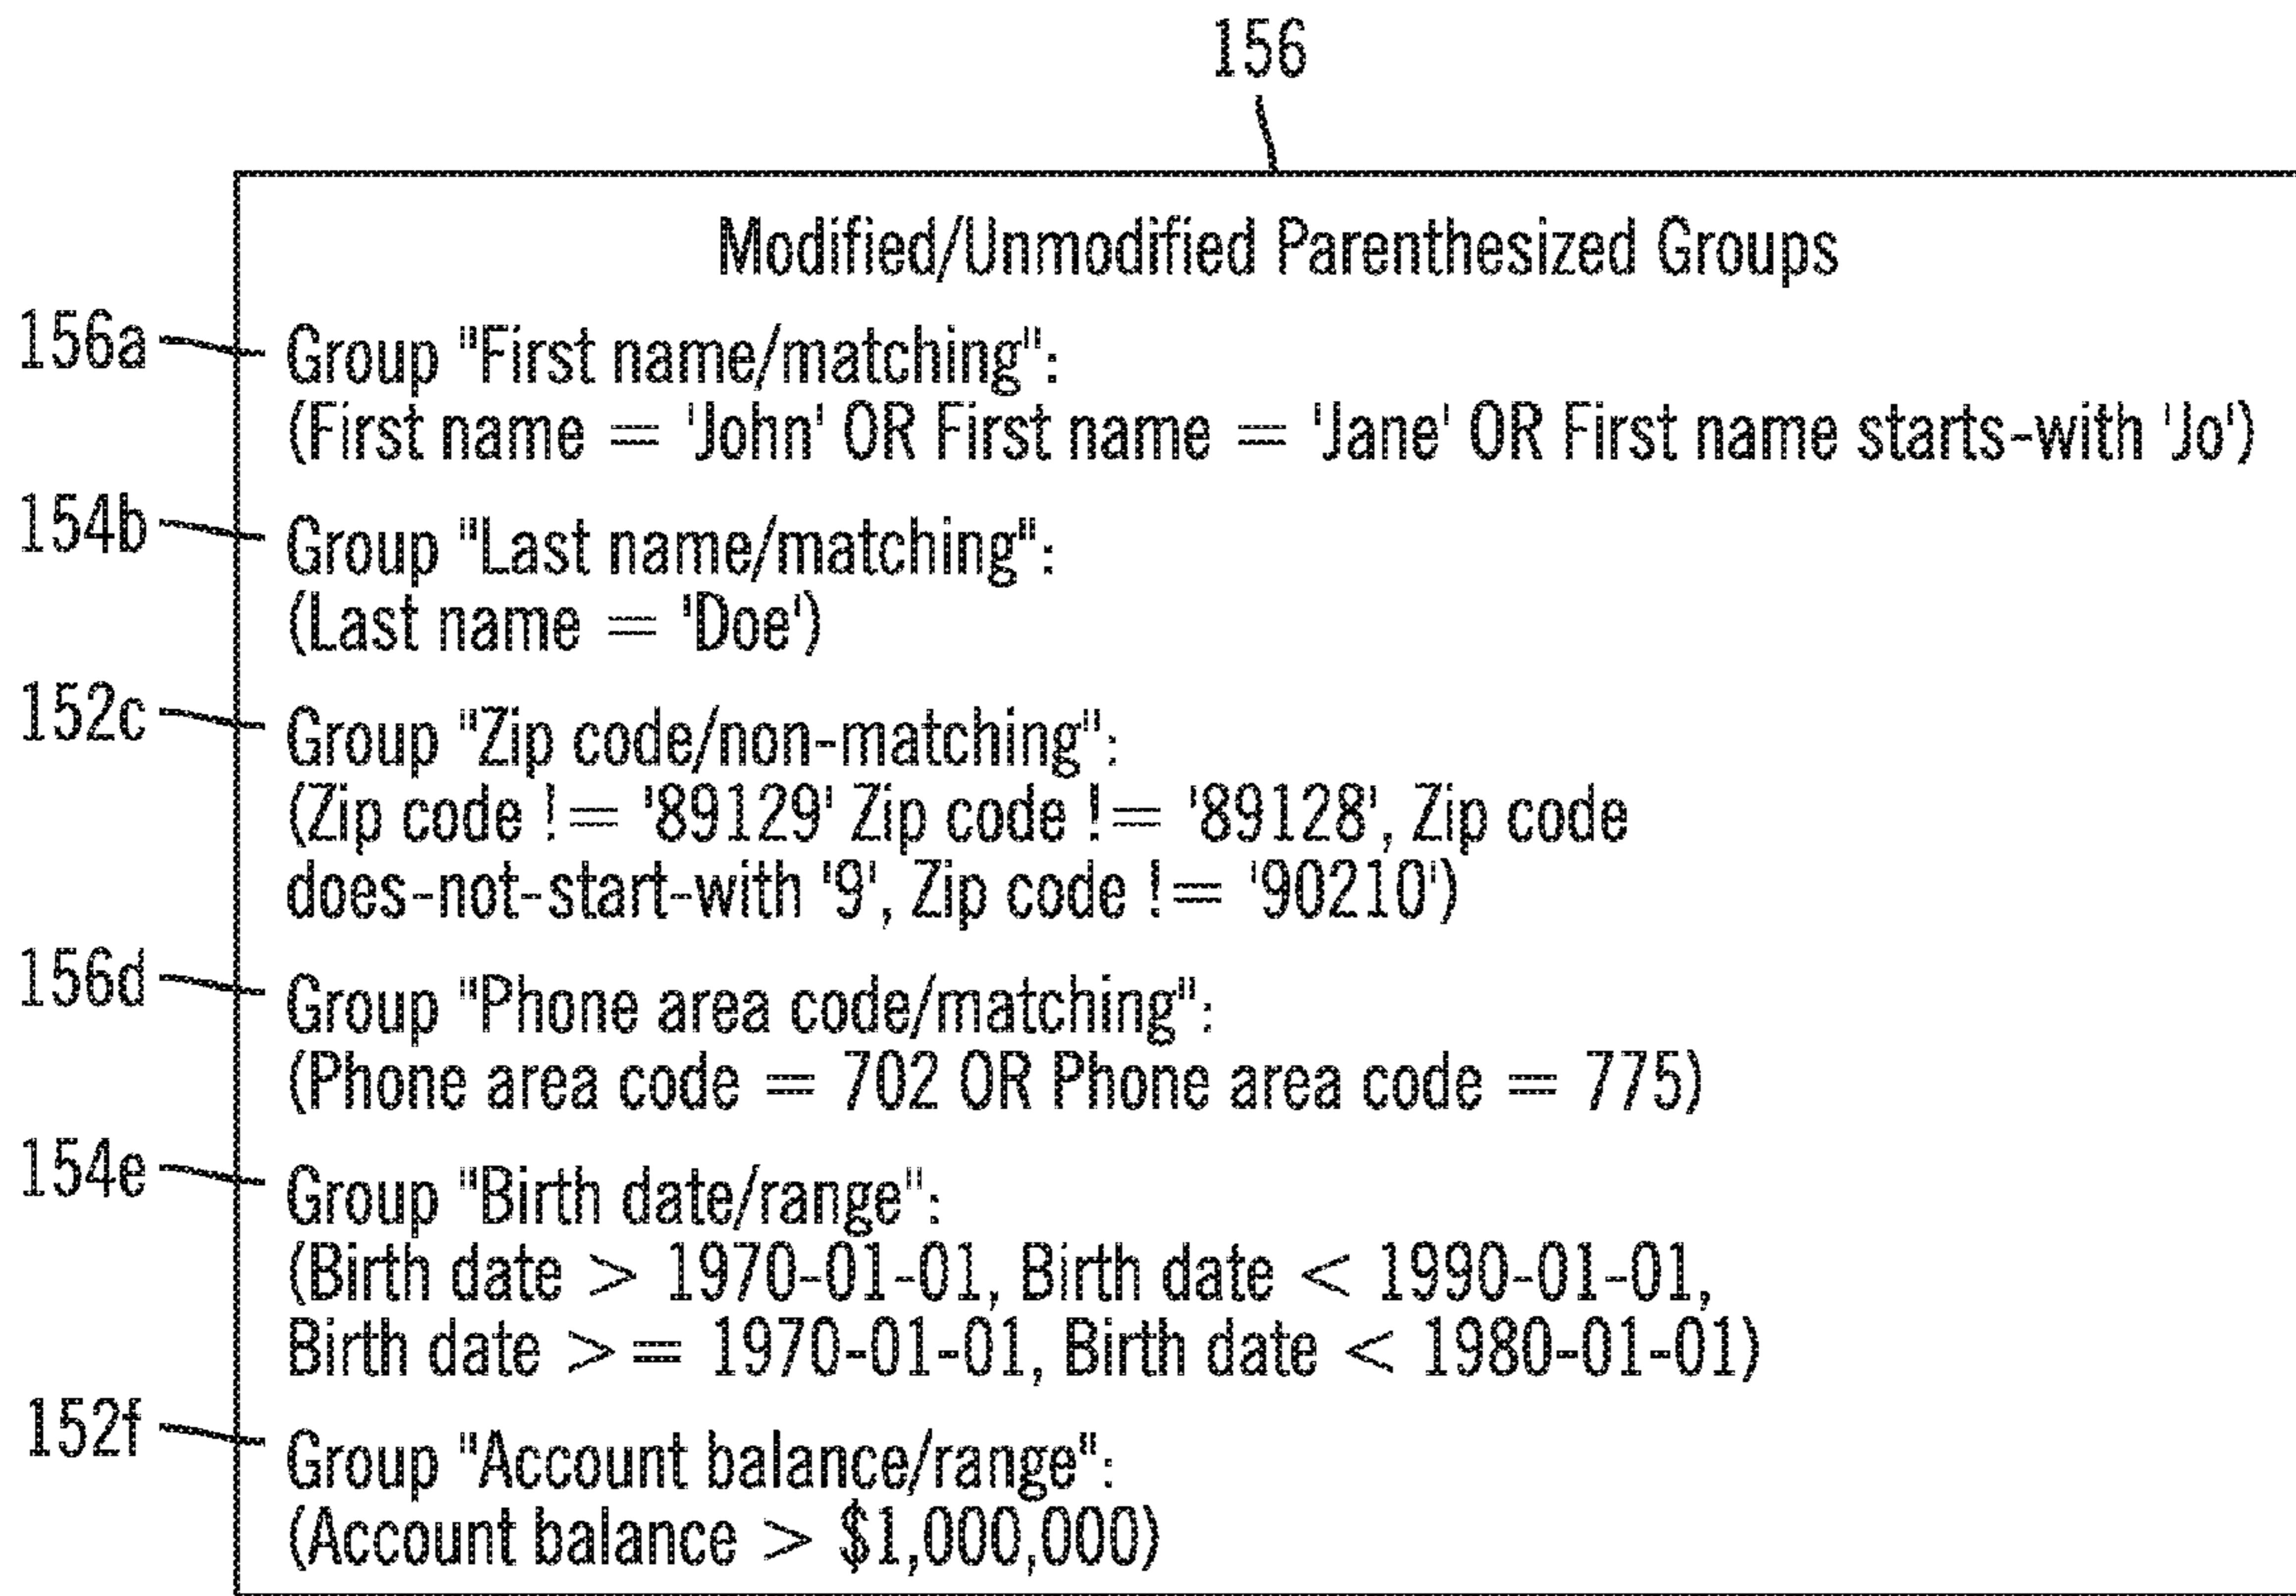 156
Modified/Unmodified Parenthesized Groups
156a
Group "First name/matching":
(First name == 'John' OR First name == 'Jane' OR First name starts-with 'Jo')
154b
Group "Last name/matching":
(Last name == 'Doe')
152c
Group "Zip code/non-matching":
(Zip code !== '89129' Zip code !== '89128', Zip code
does-not-start-with '9', Zip code !== '90210')
156d
Group "Phone area code/matching":
(Phone area code == 702 OR Phone area code == 775)
154e
Group "Birth date/range":
(Birth date > 1970-01-01, Birth date < 1990-01-01,
Birth date >== 1970-01-01, Birth date < 1980-01-01)
152f
Group "Account balance/range":
(Account balance > $1,000,000)